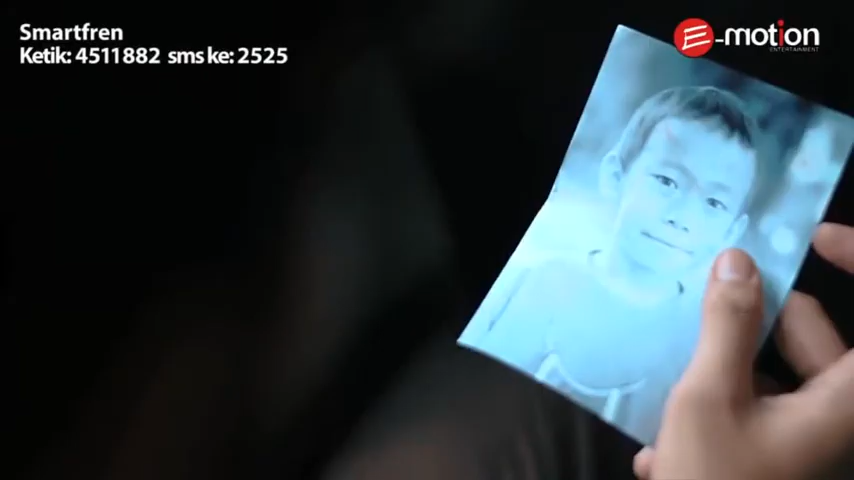 Smartfren
Ketik: 4511882 sms ke: 2525
E-motion
ENTERTAINMENT